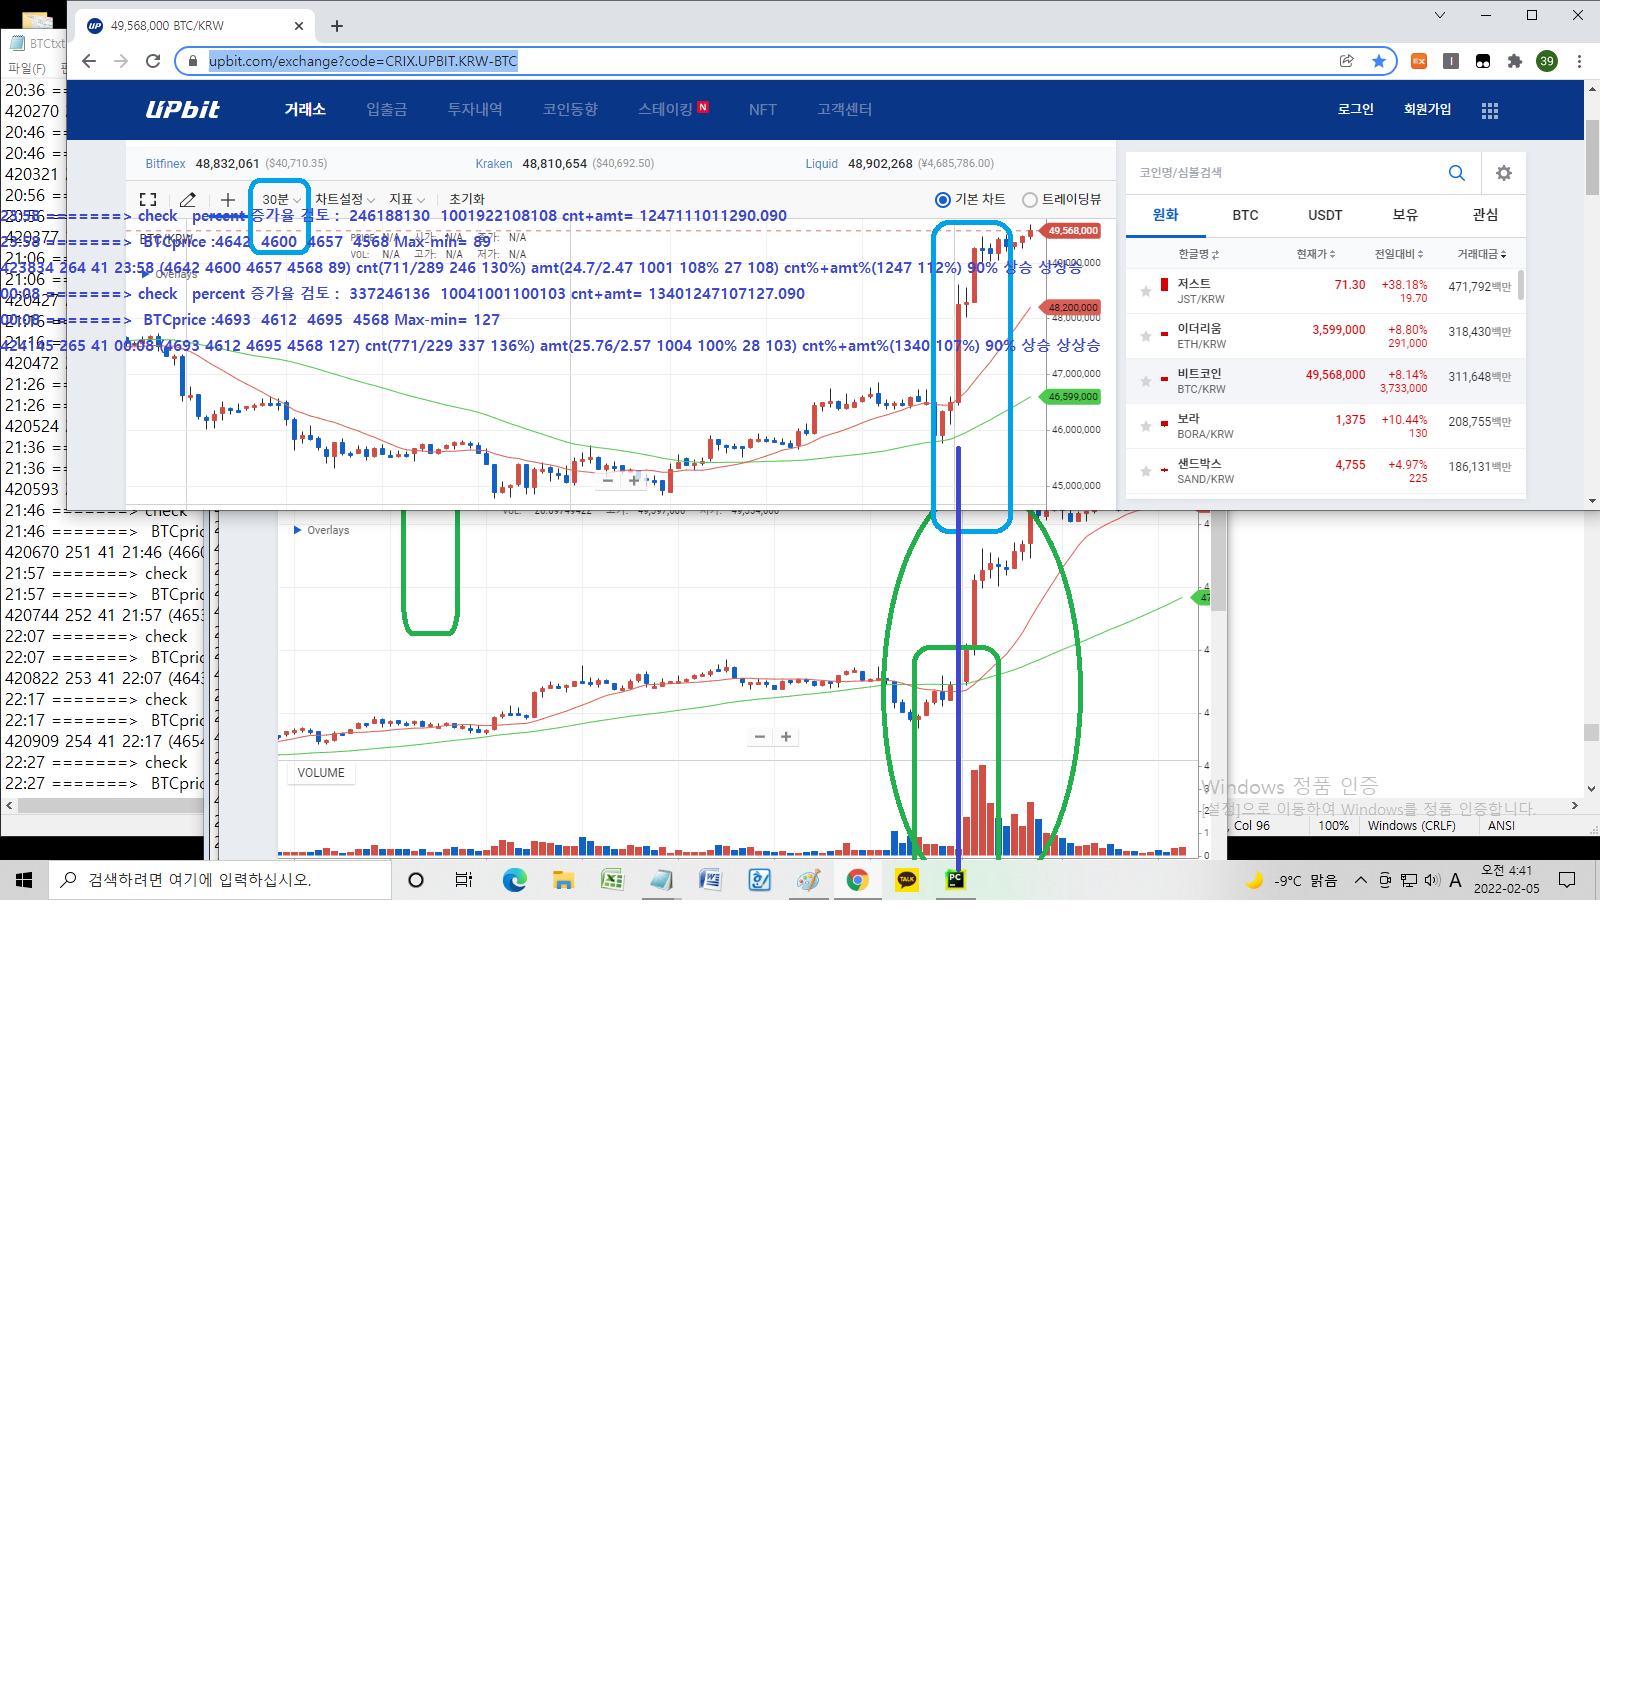 49,568,000 BTC/KRW
BTCtxt
파일(F)
upbit.com/exchange?code=CRIX.UPBIT.KRW-BTC
39
UPbit 거래소 입출금 투자내역 코인동향 스테이킹 N NFT 고객센터 로그인 회원가입
Bitfinex 48,832,061 ($40,710.35) Kraken 48,810,654 ($40,692.50) Liquid 48,902,268 (¥4,685,786.00)
30분 차트설정 지표 초기화 기본 차트 트레이딩뷰
23:58 =======> check percent 증가율 검토 : 246188130 1001922108108 cnt+amt= 1247111011290.090
23:58 =======> BTCprice :4642 4600 4657 4568 Max-min= 89
423834 264 41 23:58 (4642 4600 4657 4568 89) cnt(711/289 246 130%) amt(24.7/2.47 1001 108% 27 108) cnt%+amt%(1247 112%) 90% 상승 상상승
00:08 =======> check percent 증가율 검토 : 337246136 10041001100103 cnt+amt= 13401247107127.090
00:08 =======> BTCprice :4693 4612 4695 4568 Max-min= 127
424145 265 41 00:08 (4693 4612 4695 4568 127) cnt(771/229 337 136%) amt(25.76/2.57 1004 100% 28 103) cnt%+amt%(1340 107%) 90% 상승 상상승
BTC/KRW PRICE: N/A 시가: N/A 종가: N/A
VOL: N/A 고가: N/A 저가: N/A
Overlays
49,568,000
49,000,000
48,200,000
48,000,000
47,000,000
46,599,000
46,000,000
45,000,000
코인명/심볼검색
원화 BTC USDT 보유 관심
한글명 현재가 전일대비 거래대금
저스트 71.30 +38.18% 471,792백만
JST/KRW 19.70
이더리움 3,599,000 +8.80% 318,430백만
ETH/KRW 291,000
비트코인 49,568,000 +8.14% 311,648백만
BTC/KRW 3,733,000
보라 1,375 +10.44% 208,755백만
BORA/KRW 130
샌드박스 4,755 +4.97% 186,131백만
SAND/KRW 225
20:36 ==
420270
20:46 ==
20:46 ==
420321
20:56 ==
420377
21:06 ==
21:06 ==
420427
21:16 ==
21:16 ==
420472
21:26 ==
21:26 ==
420524
21:36 ==
21:36 ==
420593
21:46 =======> check
21:46 =======> BTCpric
420670 251 41 21:46 (4660
21:57 =======> check
21:57 =======> BTCpric
420744 252 41 21:57 (4653
22:07 =======> check
22:07 =======> BTCpric
420822 253 41 22:07 (4643
22:17 =======> check
22:17 =======> BTCpric
420909 254 41 22:17 (4654
22:27 =======> check
22:27 =======> BTCpric
Overlays
47
VOLUME
4
3
2
1
0
Windows 정품 인증
[설정]으로 이동하여 Windows를 정품 인증합니다.
, Col 96 100% Windows (CRLF) ANSI
검색하려면 여기에 입력하십시오.
TALK
PC
-9°C 맑음 A 오전 4:41
2022-02-05